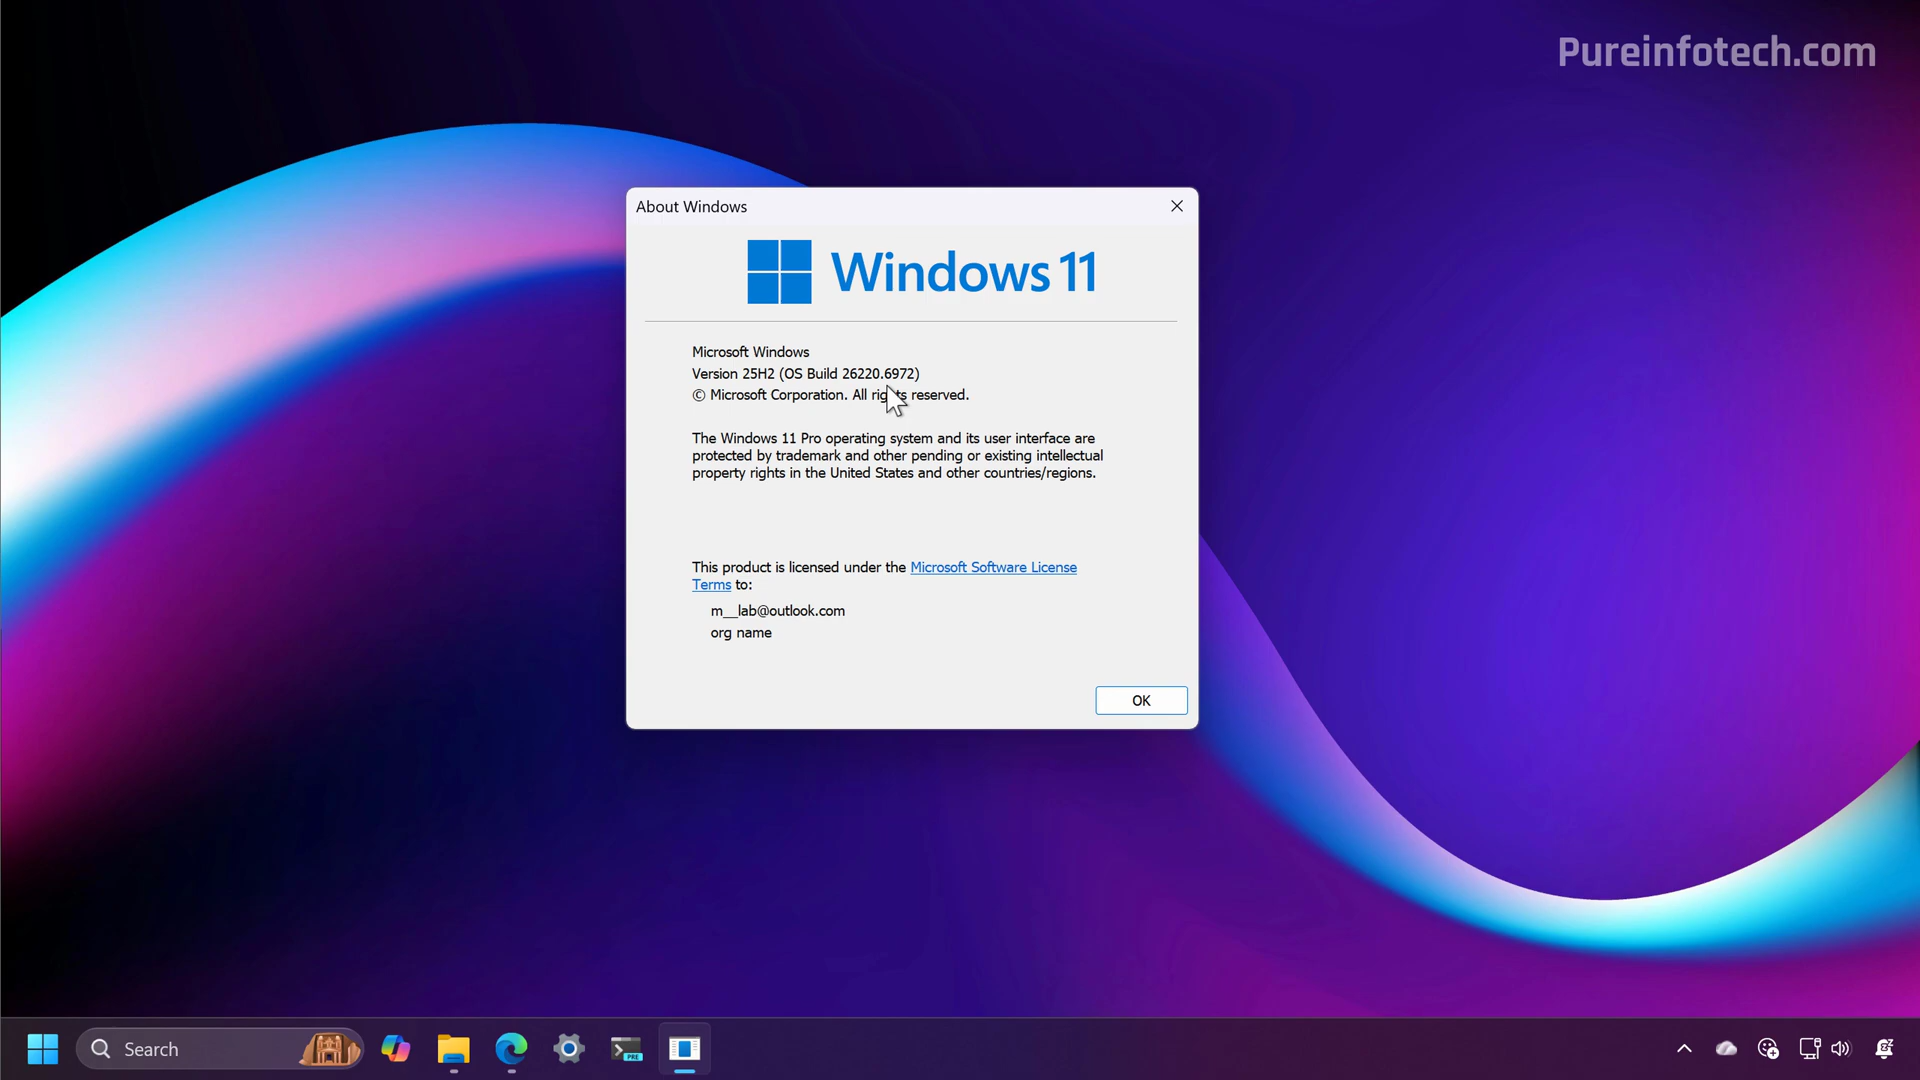 Pureinfotech.com
About Windows
Windows 11
Microsoft Windows
Version 25H2 (OS Build 26220.6972)
© Microsoft Corporation. All rights reserved.
The Windows 11 Pro operating system and its user interface are
protected by trademark and other pending or existing intellectual
property rights in the United States and other countries/regions.
This product is licensed under the Microsoft Software License
Terms to:
m__lab@outlook.com
org name
OK
Search
PRE